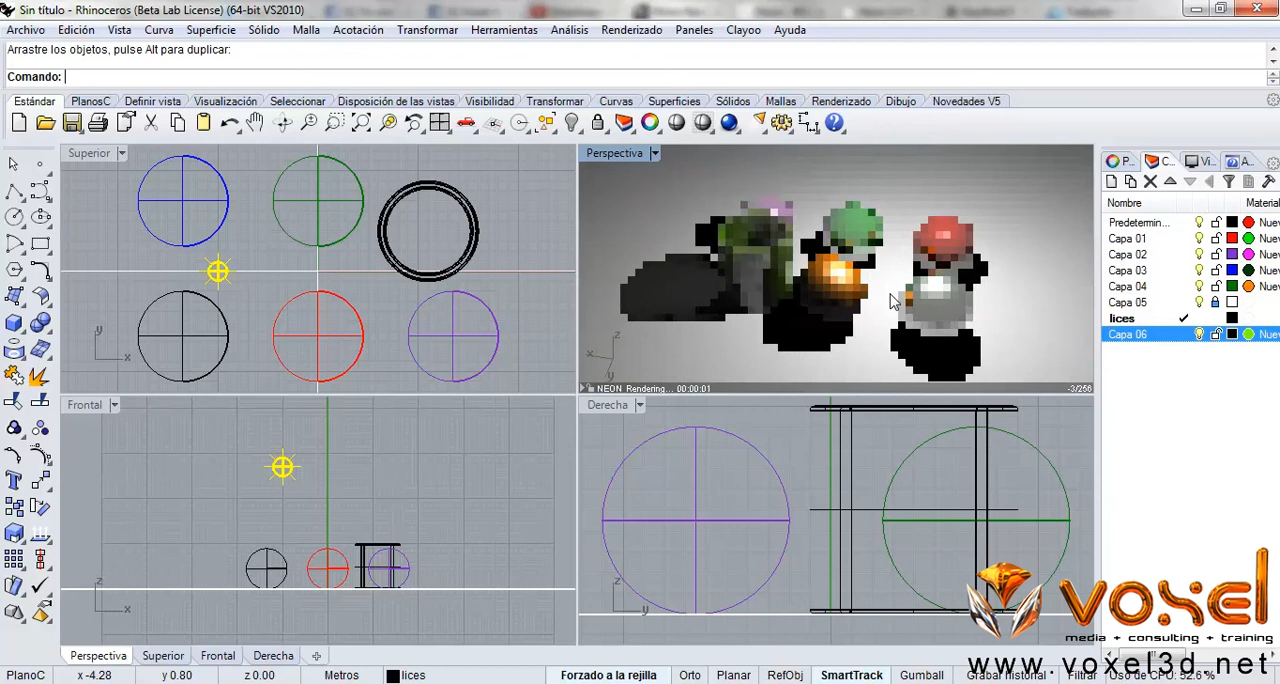 Sin título - Rhinoceros (Beta Lab License) (64-bit VS2010)
Archivo Edición Vista Curva Superficie Sólido Malla Acotación Transformar Herramientas Análisis Renderizado Paneles Clayoo Ayuda
Arrastre los objetos, pulse Alt para duplicar:
Comando:
Estándar PlanosC Definir vista Visualización Seleccionar Disposición de las vistas Visibilidad Transformar Curvas Superficies Sólidos Mallas Renderizado Dibujo Novedades V5
Superior
Perspectiva
P... C... Vi... A...
Nombre Material
Predetermin... Nuev
Capa 01 Nuev
Capa 02 Nuev
Capa 03 Nuev
Capa 04 Nuev
Capa 05
lices
Capa 06 Nuev
y
x
z
x
y
NEON Rendering... 00:00:01 -3/256
Frontal
Derecha
z
x
z
y
voxel
media + consulting + training
www.voxel3d.net
Perspectiva Superior Frontal Derecha
PlanoC x -4.28 y 0.80 z 0.00 Metro lices Forzado a la rejilla Orto Planar RefObj SmartTrack Gumball Grabar historial Filtrar Uso de CPU: 52.6 %